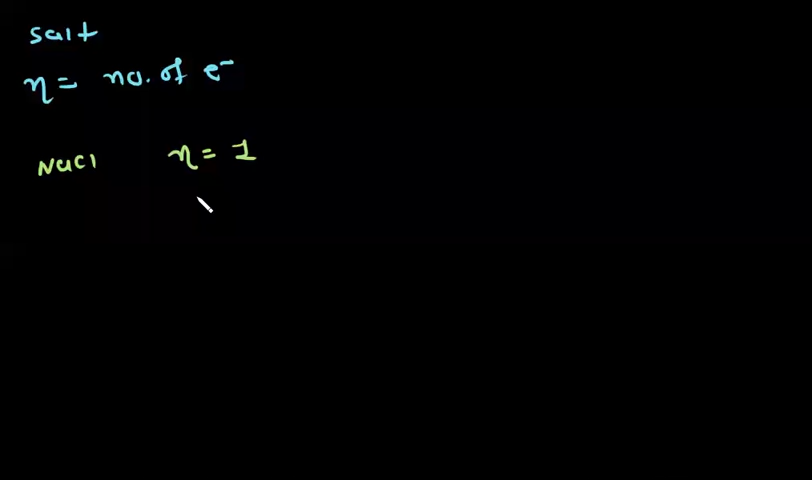 salt
n = no. of e⁻
NaCl n = 1